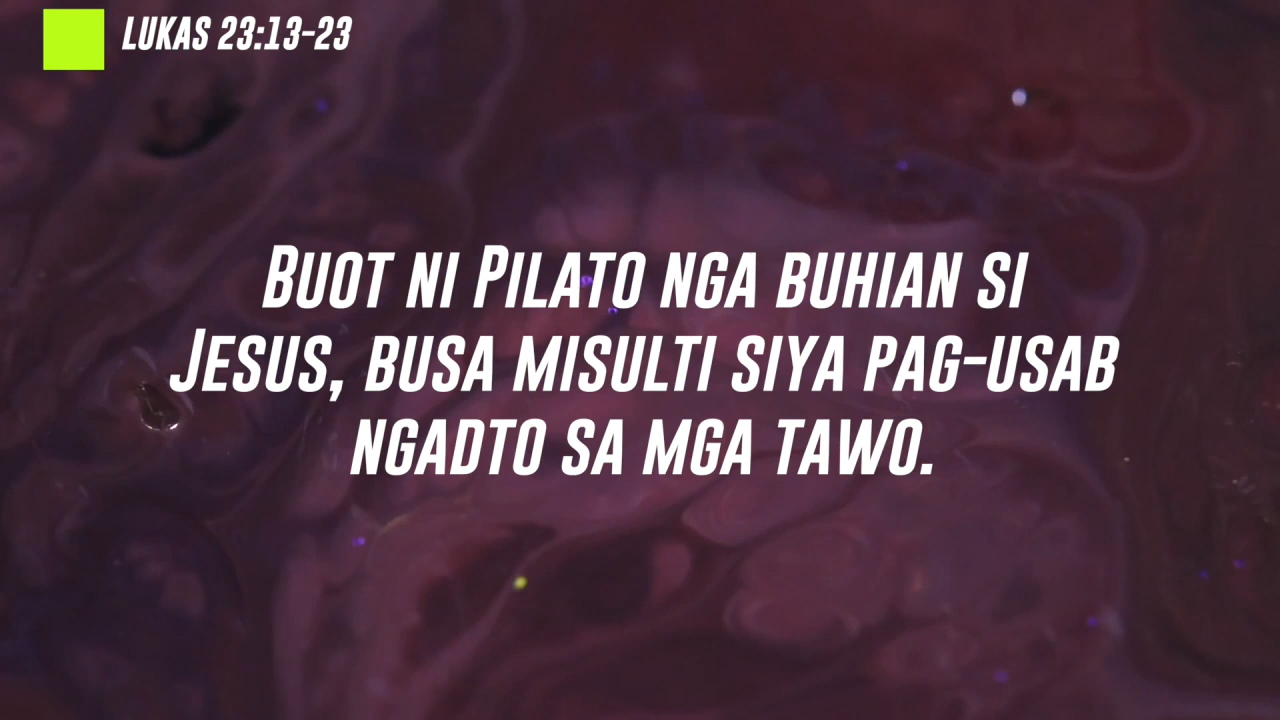 LUKAS 23:13-23
BUOT NI PILATO NGA BUHIAN SI
JESUS, BUSA MISULTI SIYA PAG-USAB
NGADTO SA MGA TAWO.